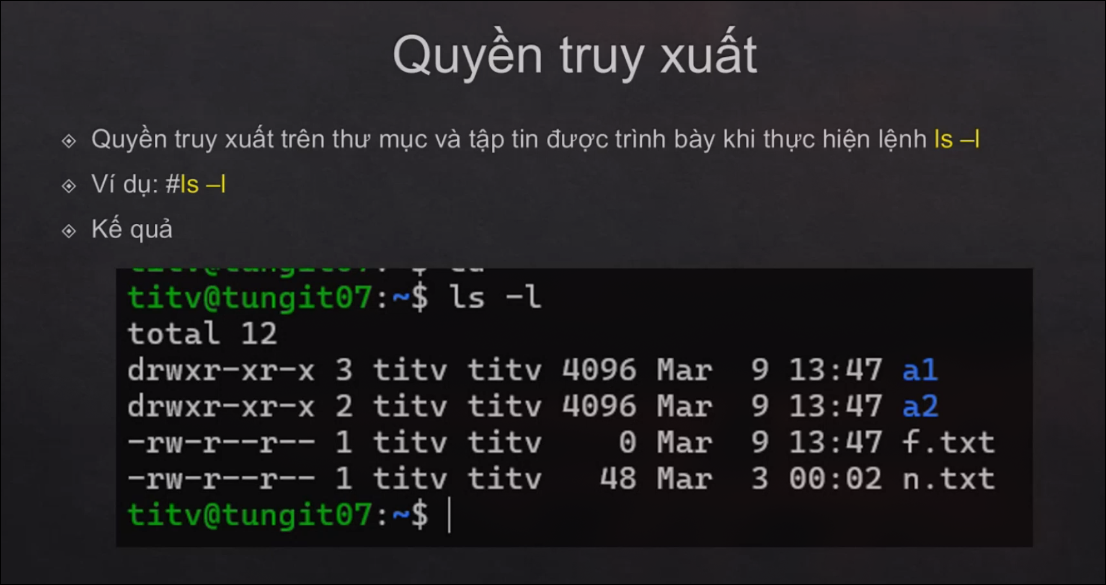 Quyền truy xuất
Quyền truy xuất trên thư mục và tập tin được trình bày khi thực hiện lệnh ls –l
Ví dụ: #ls –l
Kế quả
titv@tungit07:~$ ls -l
total 12
drwxr-xr-x 3 titv titv 4096 Mar  9 13:47 a1
drwxr-xr-x 2 titv titv 4096 Mar  9 13:47 a2
-rw-r--r-- 1 titv titv    0 Mar  9 13:47 f.txt
-rw-r--r-- 1 titv titv   48 Mar  3 00:02 n.txt
titv@tungit07:~$